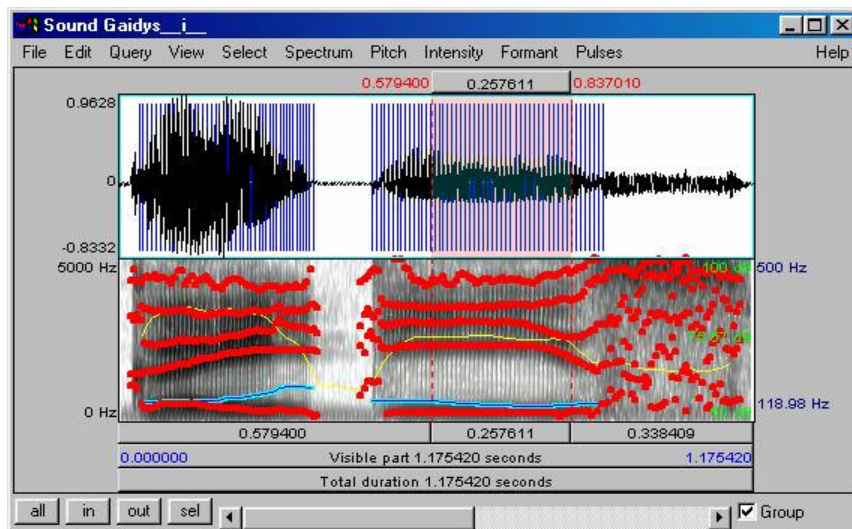 Sound Gaidys__i__
File Edit Query View Select Spectrum Pitch Intensity Formant Pulses Help
0.579400 0.257611 0.837010
0.9628
0
-0.8332
5000 Hz 500 Hz
0 Hz 118.98 Hz
0.579400 0.257611 0.338409
0.000000 Visible part 1.175420 seconds 1.175420
Total duration 1.175420 seconds
all in out sel Group